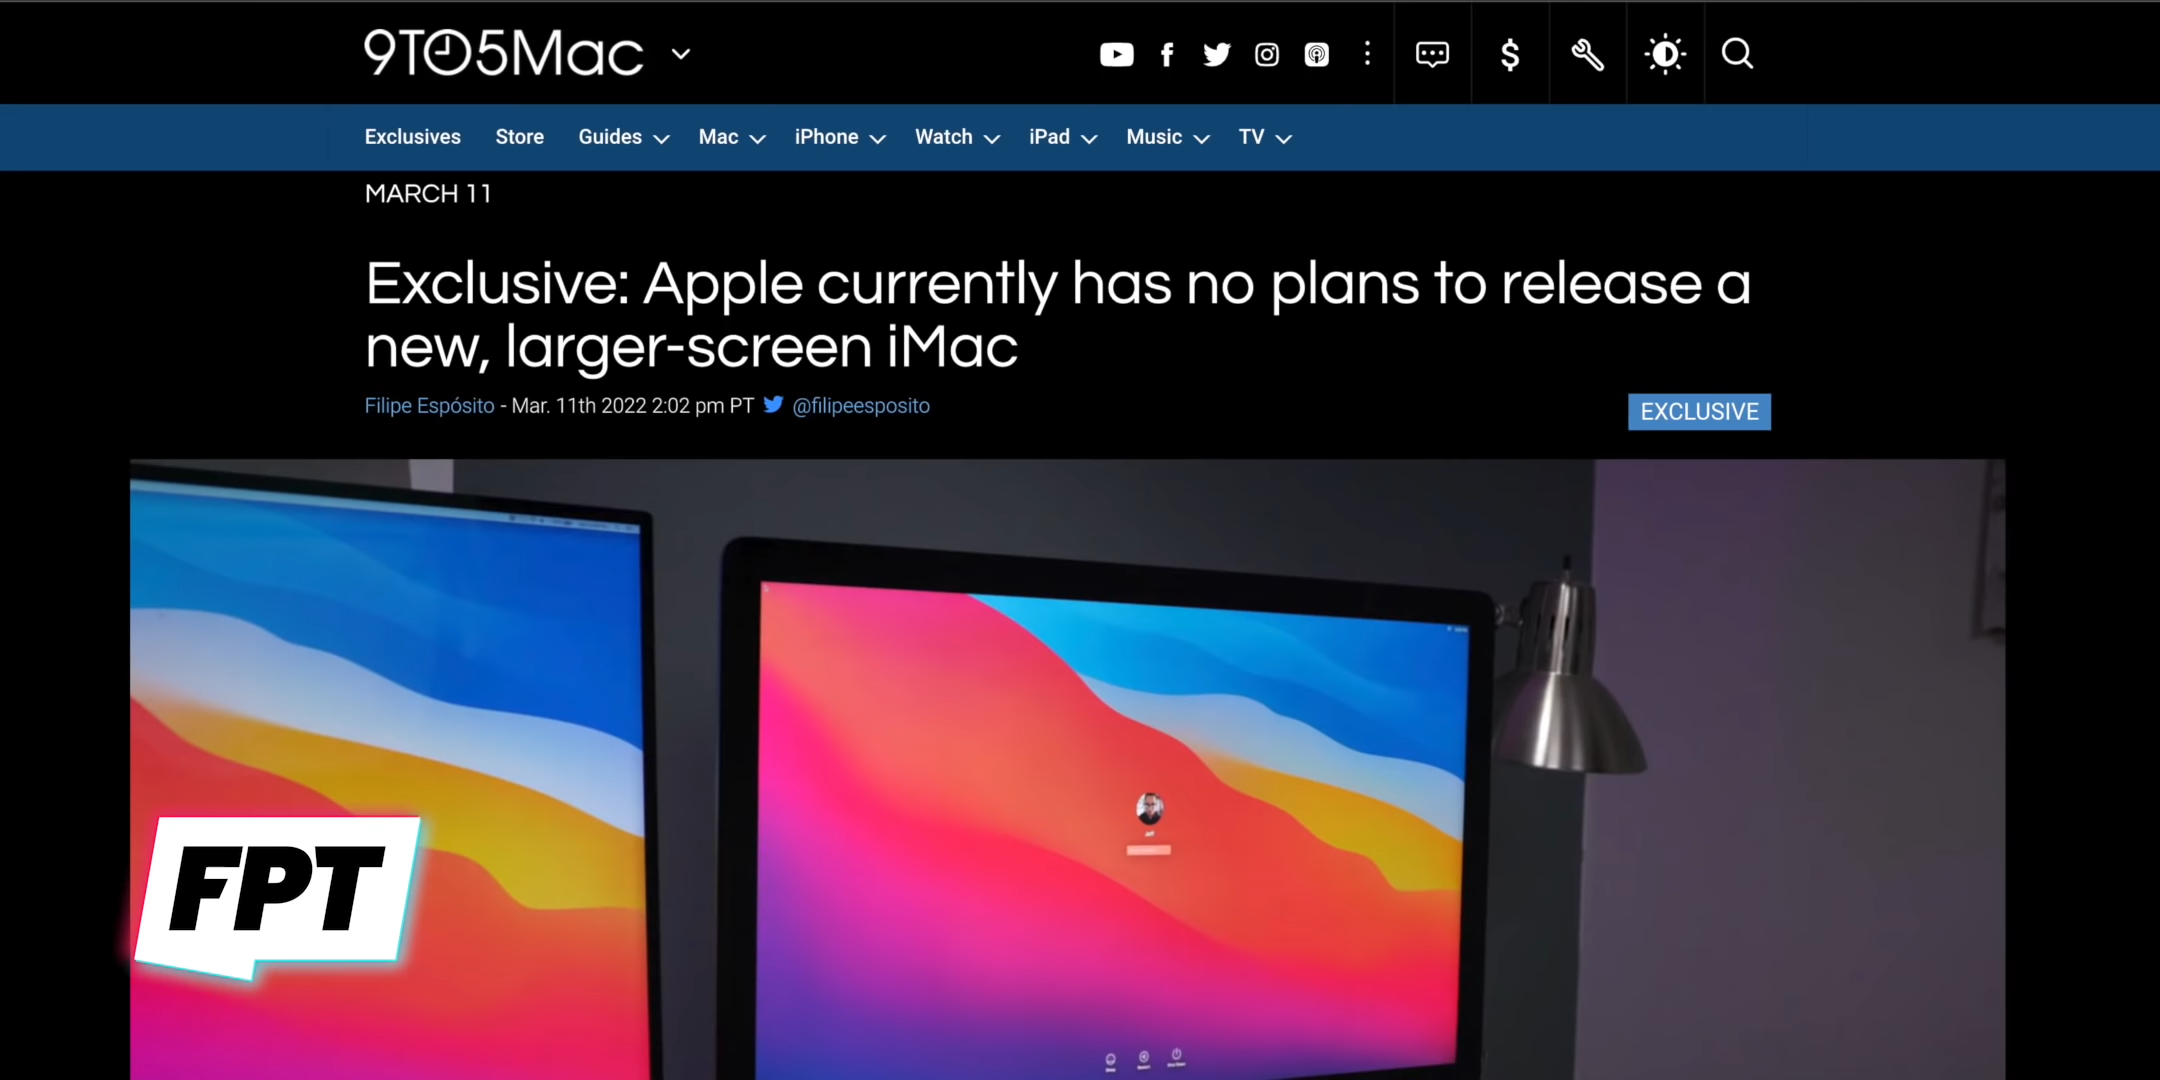 9TO5Mac
Exclusives Store Guides Mac iPhone Watch iPad Music TV
MARCH 11
Exclusive: Apple currently has no plans to release a
new, larger-screen iMac
Filipe Espósito - Mar. 11th 2022 2:02 pm PT @filipeesposito
EXCLUSIVE
FPT